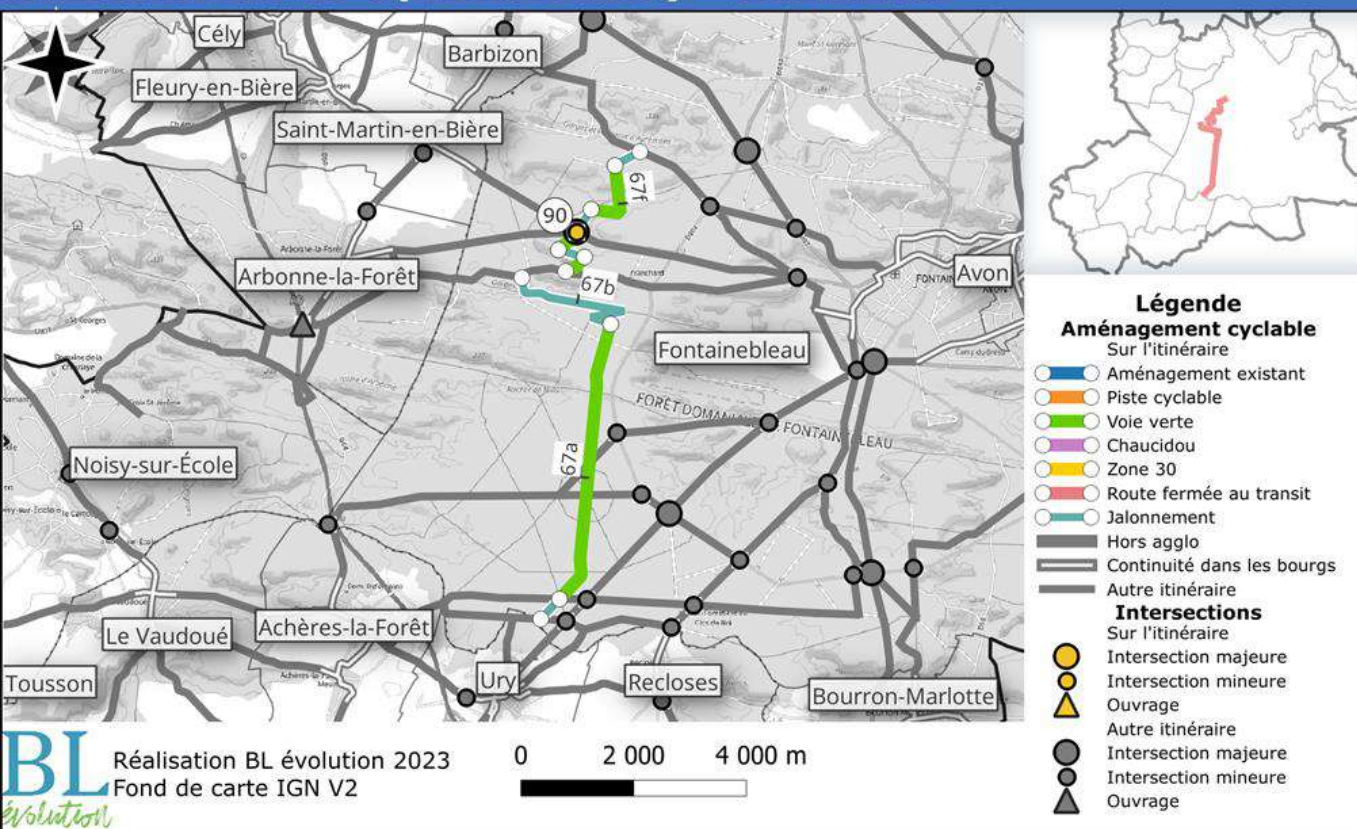 Cély
Barbizon
Fleury-en-Bière
Saint-Martin-en-Bière
67f
90
Arbonne-la-Forêt
Arbonne-la-Forêt
Avon
67b
Franchard
Fontainebleau
FORÊT DOMANIALE
FONTAINEBLEAU
67a
Noisy-sur-École
Achères-la-Forêt
Le Vaudoué
Tousson
Ury
Recloses
Bourron-Marlotte
BL
évolution
Réalisation BL évolution 2023
Fond de carte IGN V2
0 2 000 4 000 m
Légende
Aménagement cyclable
Sur l'itinéraire
Aménagement existant
Piste cyclable
Voie verte
Chaucidou
Zone 30
Route fermée au transit
Jalonnement
Hors agglo
Continuité dans les bourgs
Autre itinéraire
Intersections
Sur l'itinéraire
Intersection majeure
Intersection mineure
Ouvrage
Autre itinéraire
Intersection majeure
Intersection mineure
Ouvrage